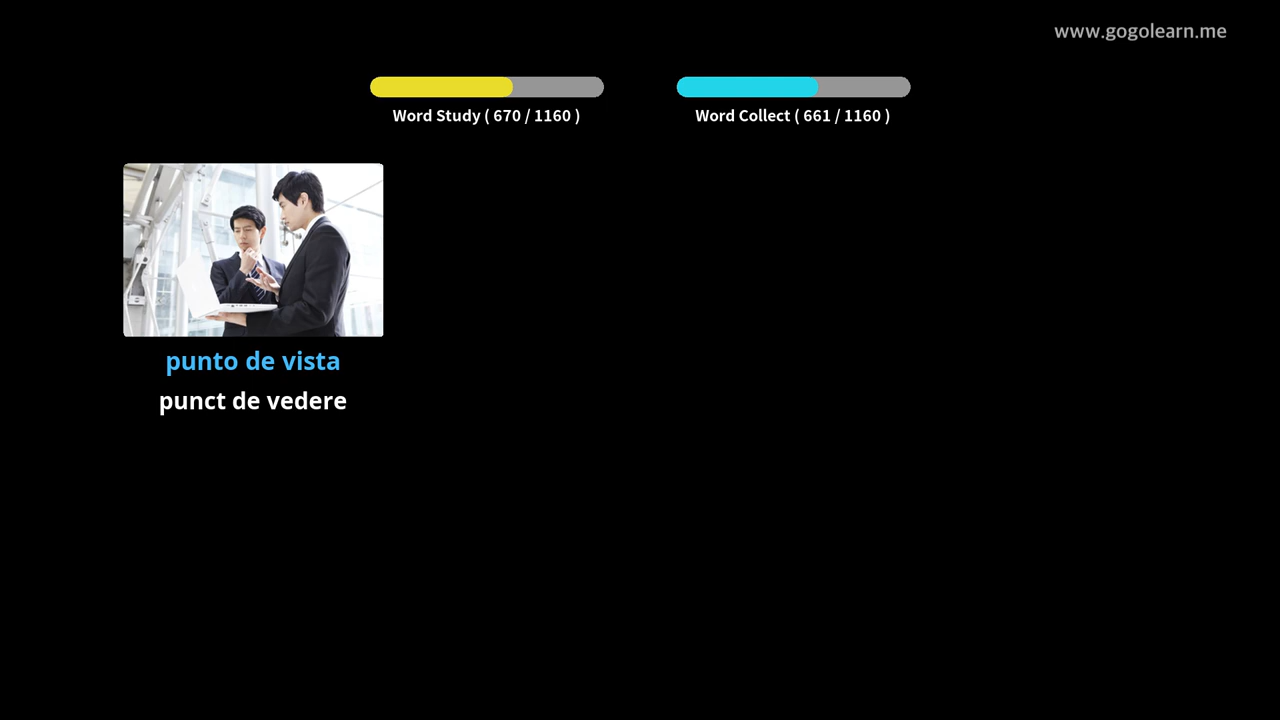 www.gogolearn.me
Word Study ( 670 / 1160 )
Word Collect ( 661 / 1160 )
punto de vista
punct de vedere